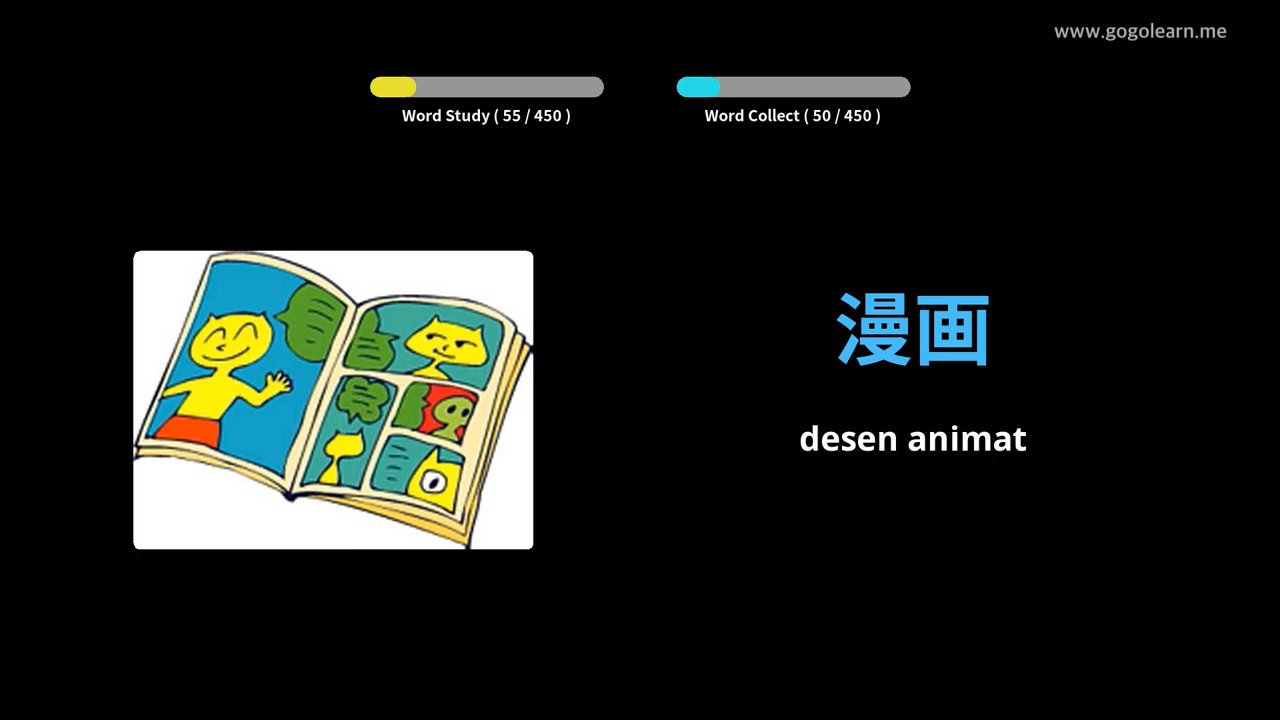 www.gogolearn.me
Word Study ( 55 / 450 )
Word Collect ( 50 / 450 )
漫画
desen animat